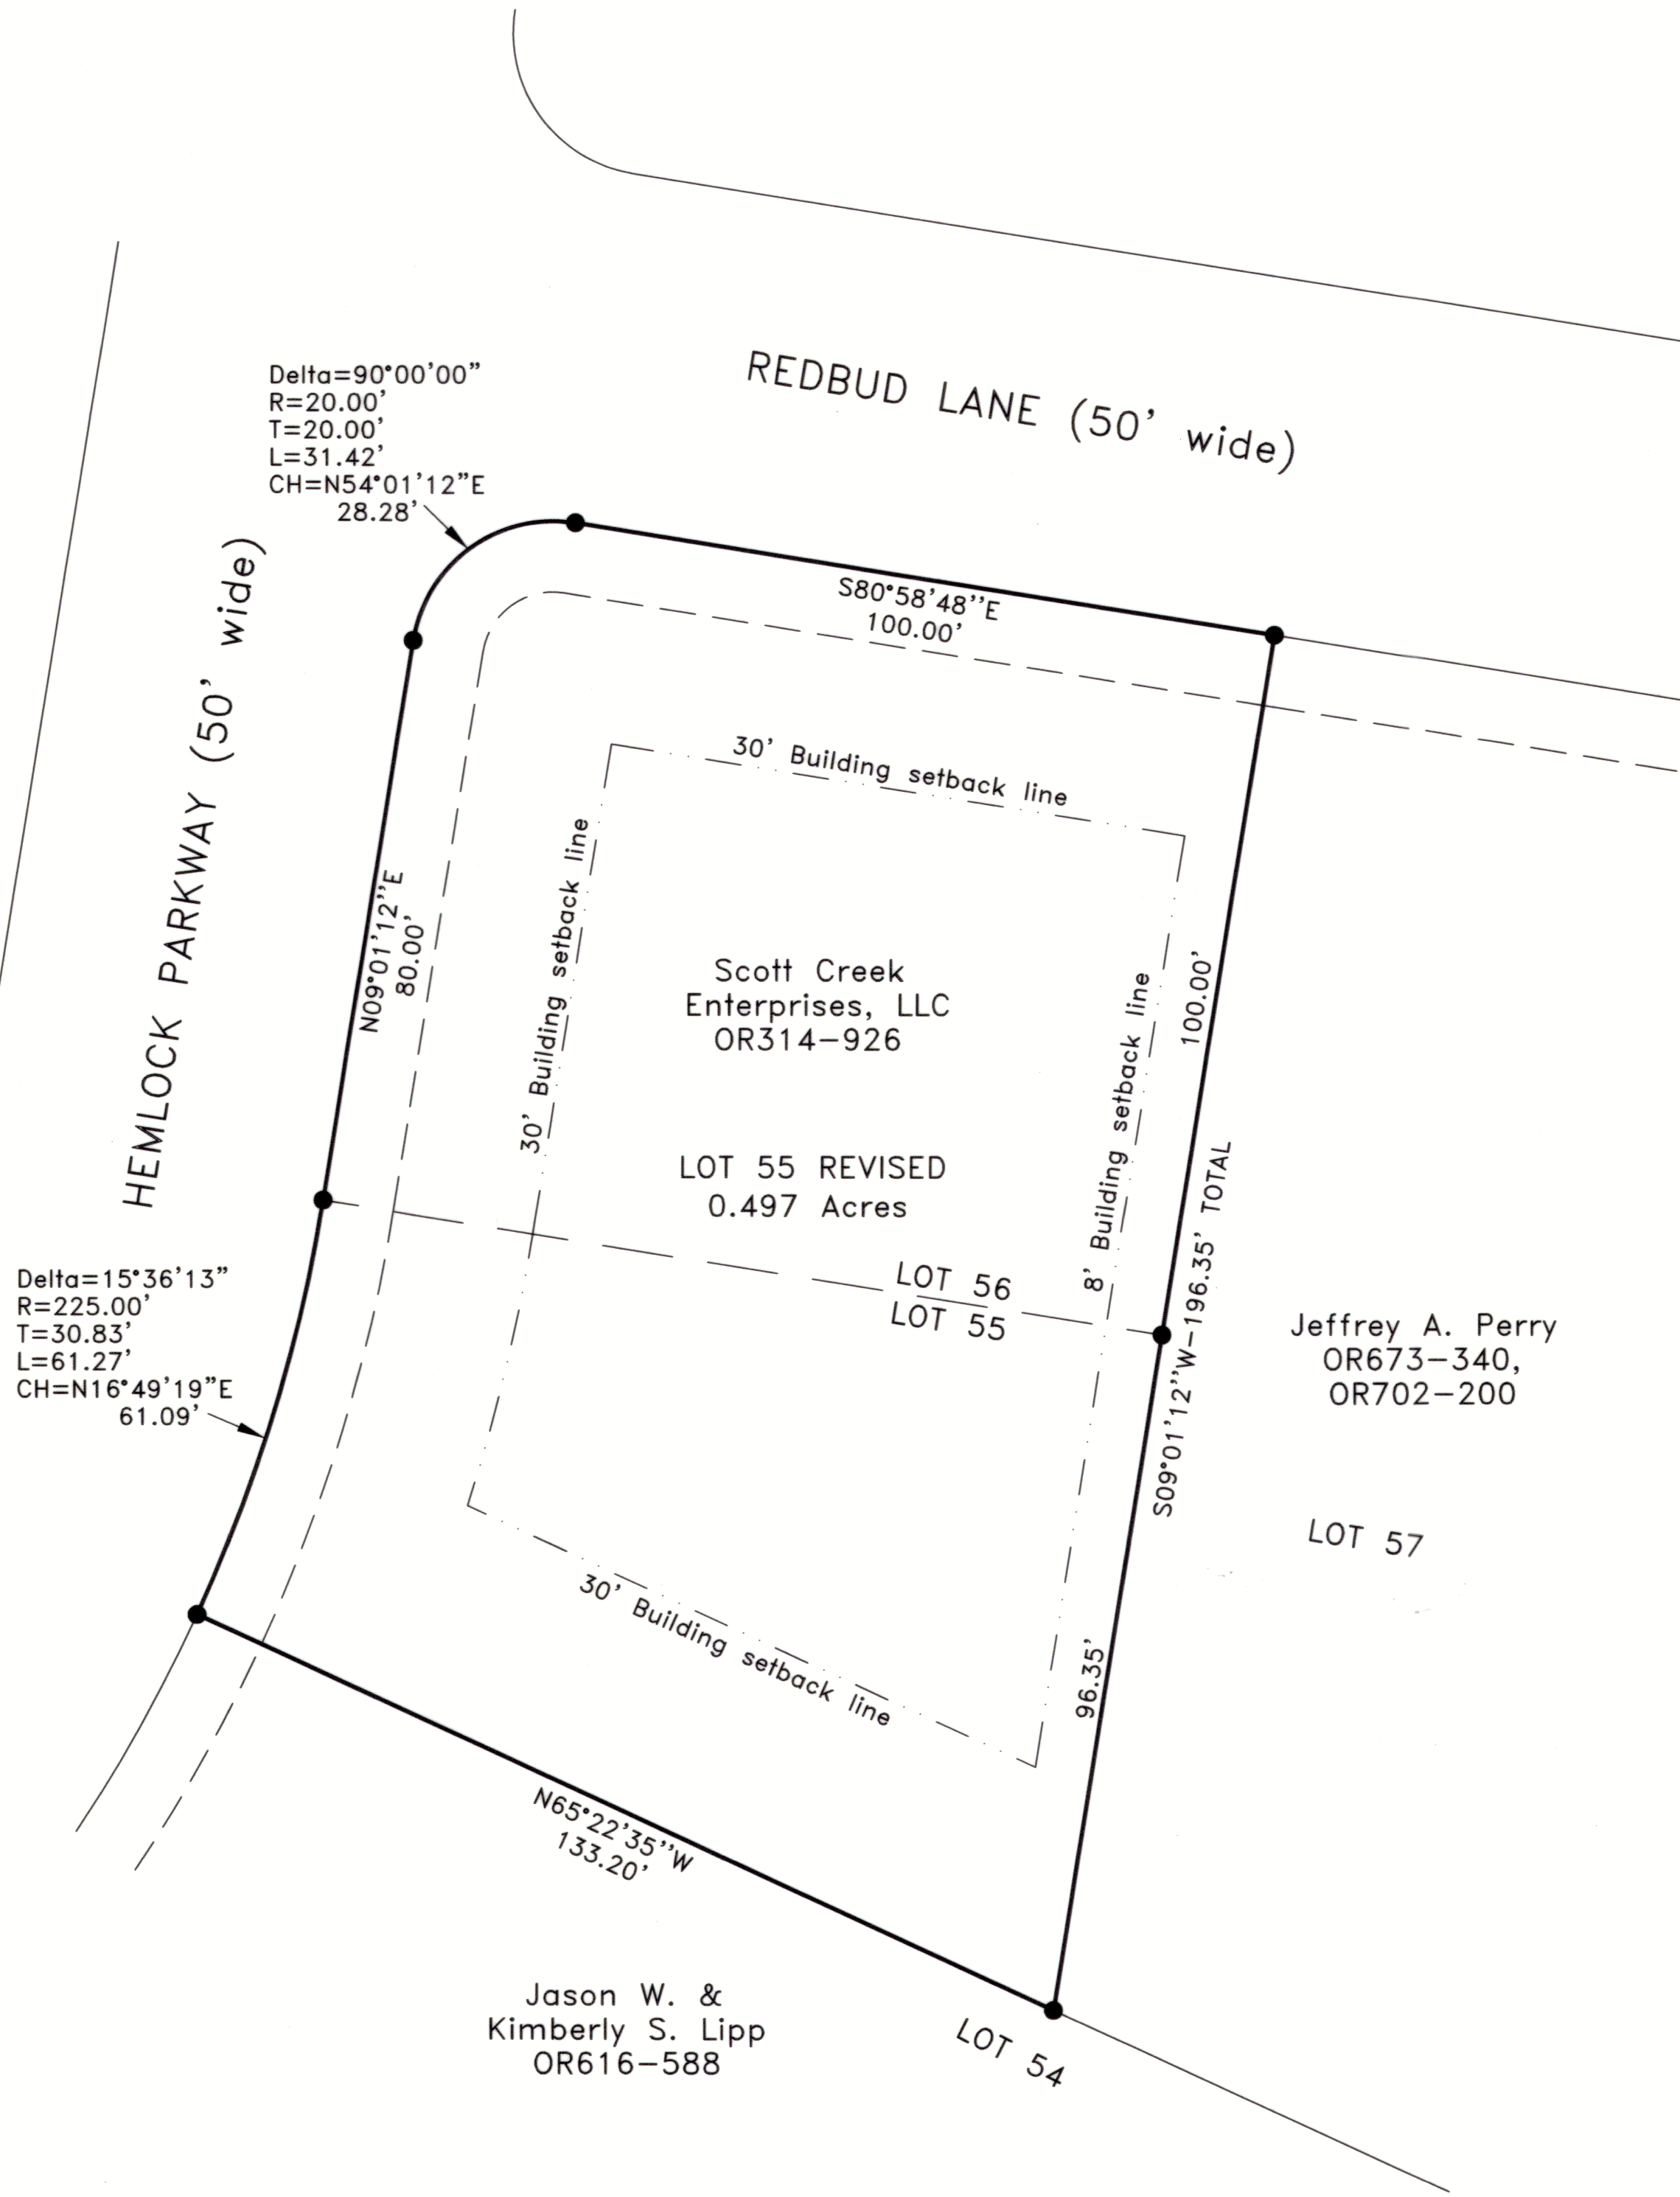 REDBUD LANE (50' wide)
Delta=90°00'00"
R=20.00'
T=20.00'
L=31.42'
CH=N54°01'12"E
28.28'
S80°58'48"E
100.00'
HEMLOCK PARKWAY (50' wide)
N09°01'12"E
80.00'
30' Building setback line
30' Building setback line
Scott Creek
Enterprises, LLC
OR314-926
8' Building setback line
100.00'
LOT 55 REVISED
0.497 Acres
S09°01'12"W-196.35' TOTAL
LOT 56
LOT 55
Delta=15°36'13"
R=225.00'
T=30.83'
L=61.27'
CH=N16°49'19"E
61.09'
Jeffrey A. Perry
OR673-340,
OR702-200
LOT 57
30' Building setback line
96.35'
N65°22'35"W
133.20'
Jason W. &
Kimberly S. Lipp
OR616-588
LOT 54